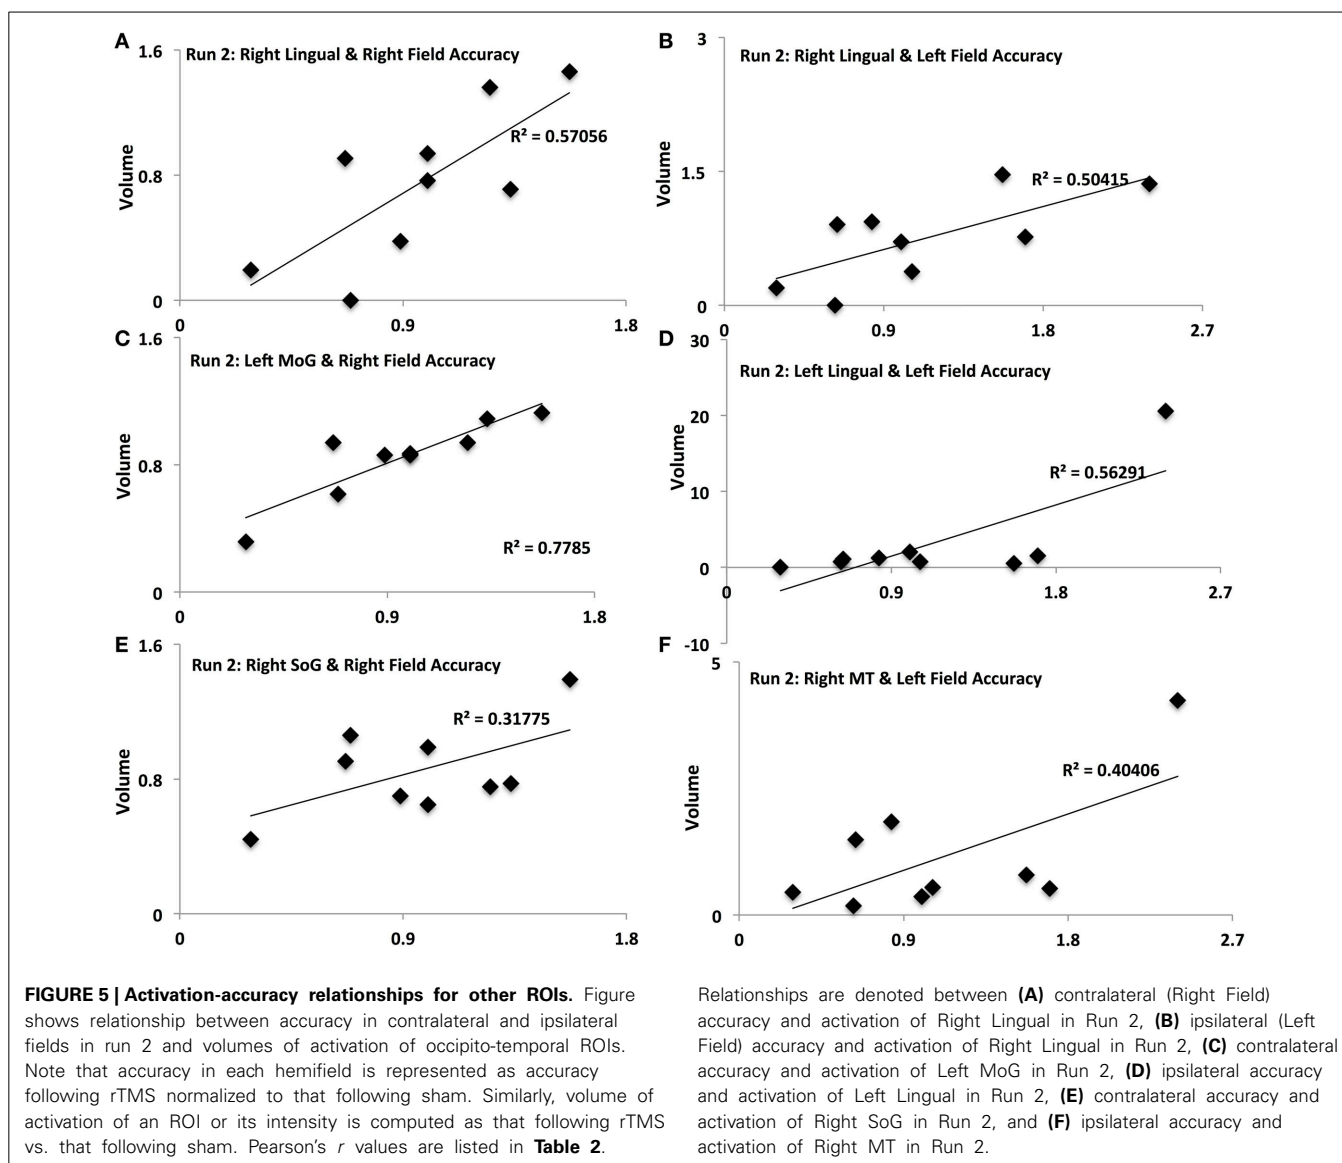 A
1.6
Run 2: Right Lingual & Right Field Accuracy
R² = 0.57056
Volume
0.8
0
0
0.9
1.8
B
3
Run 2: Right Lingual & Left Field Accuracy
R² = 0.50415
Volume
1.5
0
0
0.9
1.8
2.7
C
1.6
Run 2: Left MoG & Right Field Accuracy
Volume
0.8
R² = 0.7785
0
0
0.9
1.8
D
30
Run 2: Left Lingual & Left Field Accuracy
20
Volume
R² = 0.56291
10
0
0
0.9
1.8
2.7
-10
E
1.6
Run 2: Right SoG & Right Field Accuracy
R² = 0.31775
Volume
0.8
0
0
0.9
1.8
F
5
Run 2: Right MT & Left Field Accuracy
R² = 0.40406
Volume
0
0
0.9
1.8
2.7
FIGURE 5 | Activation-accuracy relationships for other ROIs. Figure
shows relationship between accuracy in contralateral and ipsilateral
fields in run 2 and volumes of activation of occipito-temporal ROIs.
Note that accuracy in each hemifield is represented as accuracy
following rTMS normalized to that following sham. Similarly, volume of
activation of an ROI or its intensity is computed as that following rTMS
vs. that following sham. Pearson's r values are listed in Table 2.
Relationships are denoted between (A) contralateral (Right Field)
accuracy and activation of Right Lingual in Run 2, (B) ipsilateral (Left
Field) accuracy and activation of Right Lingual in Run 2, (C) contralateral
accuracy and activation of Left MoG in Run 2, (D) ipsilateral accuracy
and activation of Left Lingual in Run 2, (E) contralateral accuracy and
activation of Right SoG in Run 2, and (F) ipsilateral accuracy and
activation of Right MT in Run 2.